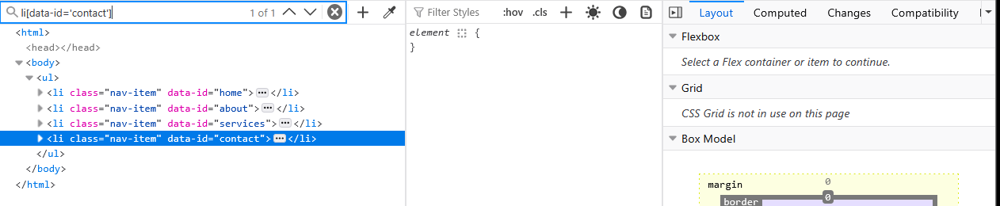 li[data-id='contact'] 1 of 1
<html>
<head></head>
<body>
<ul>
<li class="nav-item" data-id="home"> ••• </li>
<li class="nav-item" data-id="about"> ••• </li>
<li class="nav-item" data-id="services"> ••• </li>
<li class="nav-item" data-id="contact"> ••• </li>
</ul>
</body>
</html>
Filter Styles :hov .cls
element {
}
Layout Computed Changes Compatibility
Flexbox
Select a Flex container or item to continue.
Grid
CSS Grid is not in use on this page
Box Model
margin 0
border 0